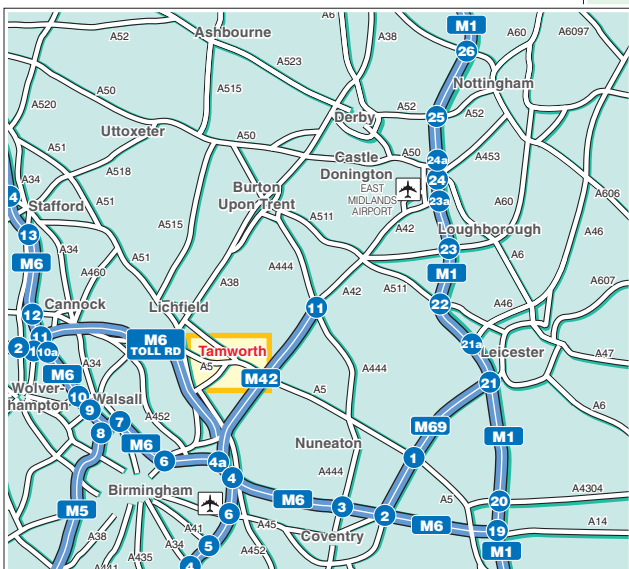 A52
Ashbourne
A6
A38
M1
A60
A6097
26
A523
Nottingham
A50
A515
A520
A52
A52
25
Derby
Uttoxeter
A50
A51
Castle
Donington
A50
24a
A453
24
EAST
MIDLANDS
AIRPORT
23a
A518
A34
Burton
Upon Trent
A606
A60
A46
4
Stafford
A51
A515
A511
A42
Loughborough
13
A34
23
A6
M6
A51
A460
M1
A38
A444
A42
A511
A607
22
A46
Cannock
12
Lichfield
11
11
M6
TOLL RD
21a
Leicester
A47
2
1
10a
Tamworth
A5
A34
M6
M42
A444
21
Wolver-
hampton
10
Walsall
A5
A6
9
A452
7
M69
8
M6
M1
Nuneaton
6
4a
1
A444
4
A5
A4304
Birmingham
M6
3
20
M5
6
2
M6
A14
A41
A45
19
A38
A34
5
A452
Coventry
M1
A435
A441
4